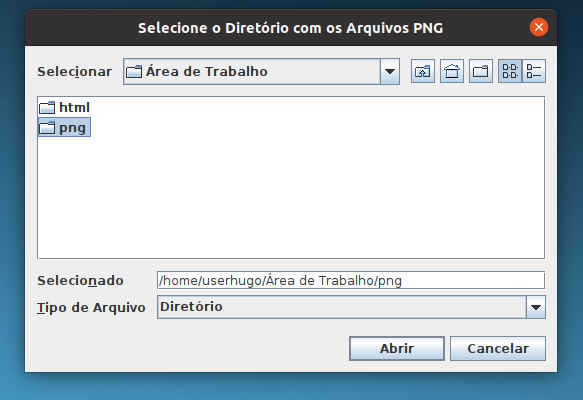 Selecione o Diretório com os Arquivos PNG
Selecionar Área de Trabalho
html
png
Selecionado /home/userhugo/Área de Trabalho/png
Tipo de Arquivo Diretório
Abrir Cancelar